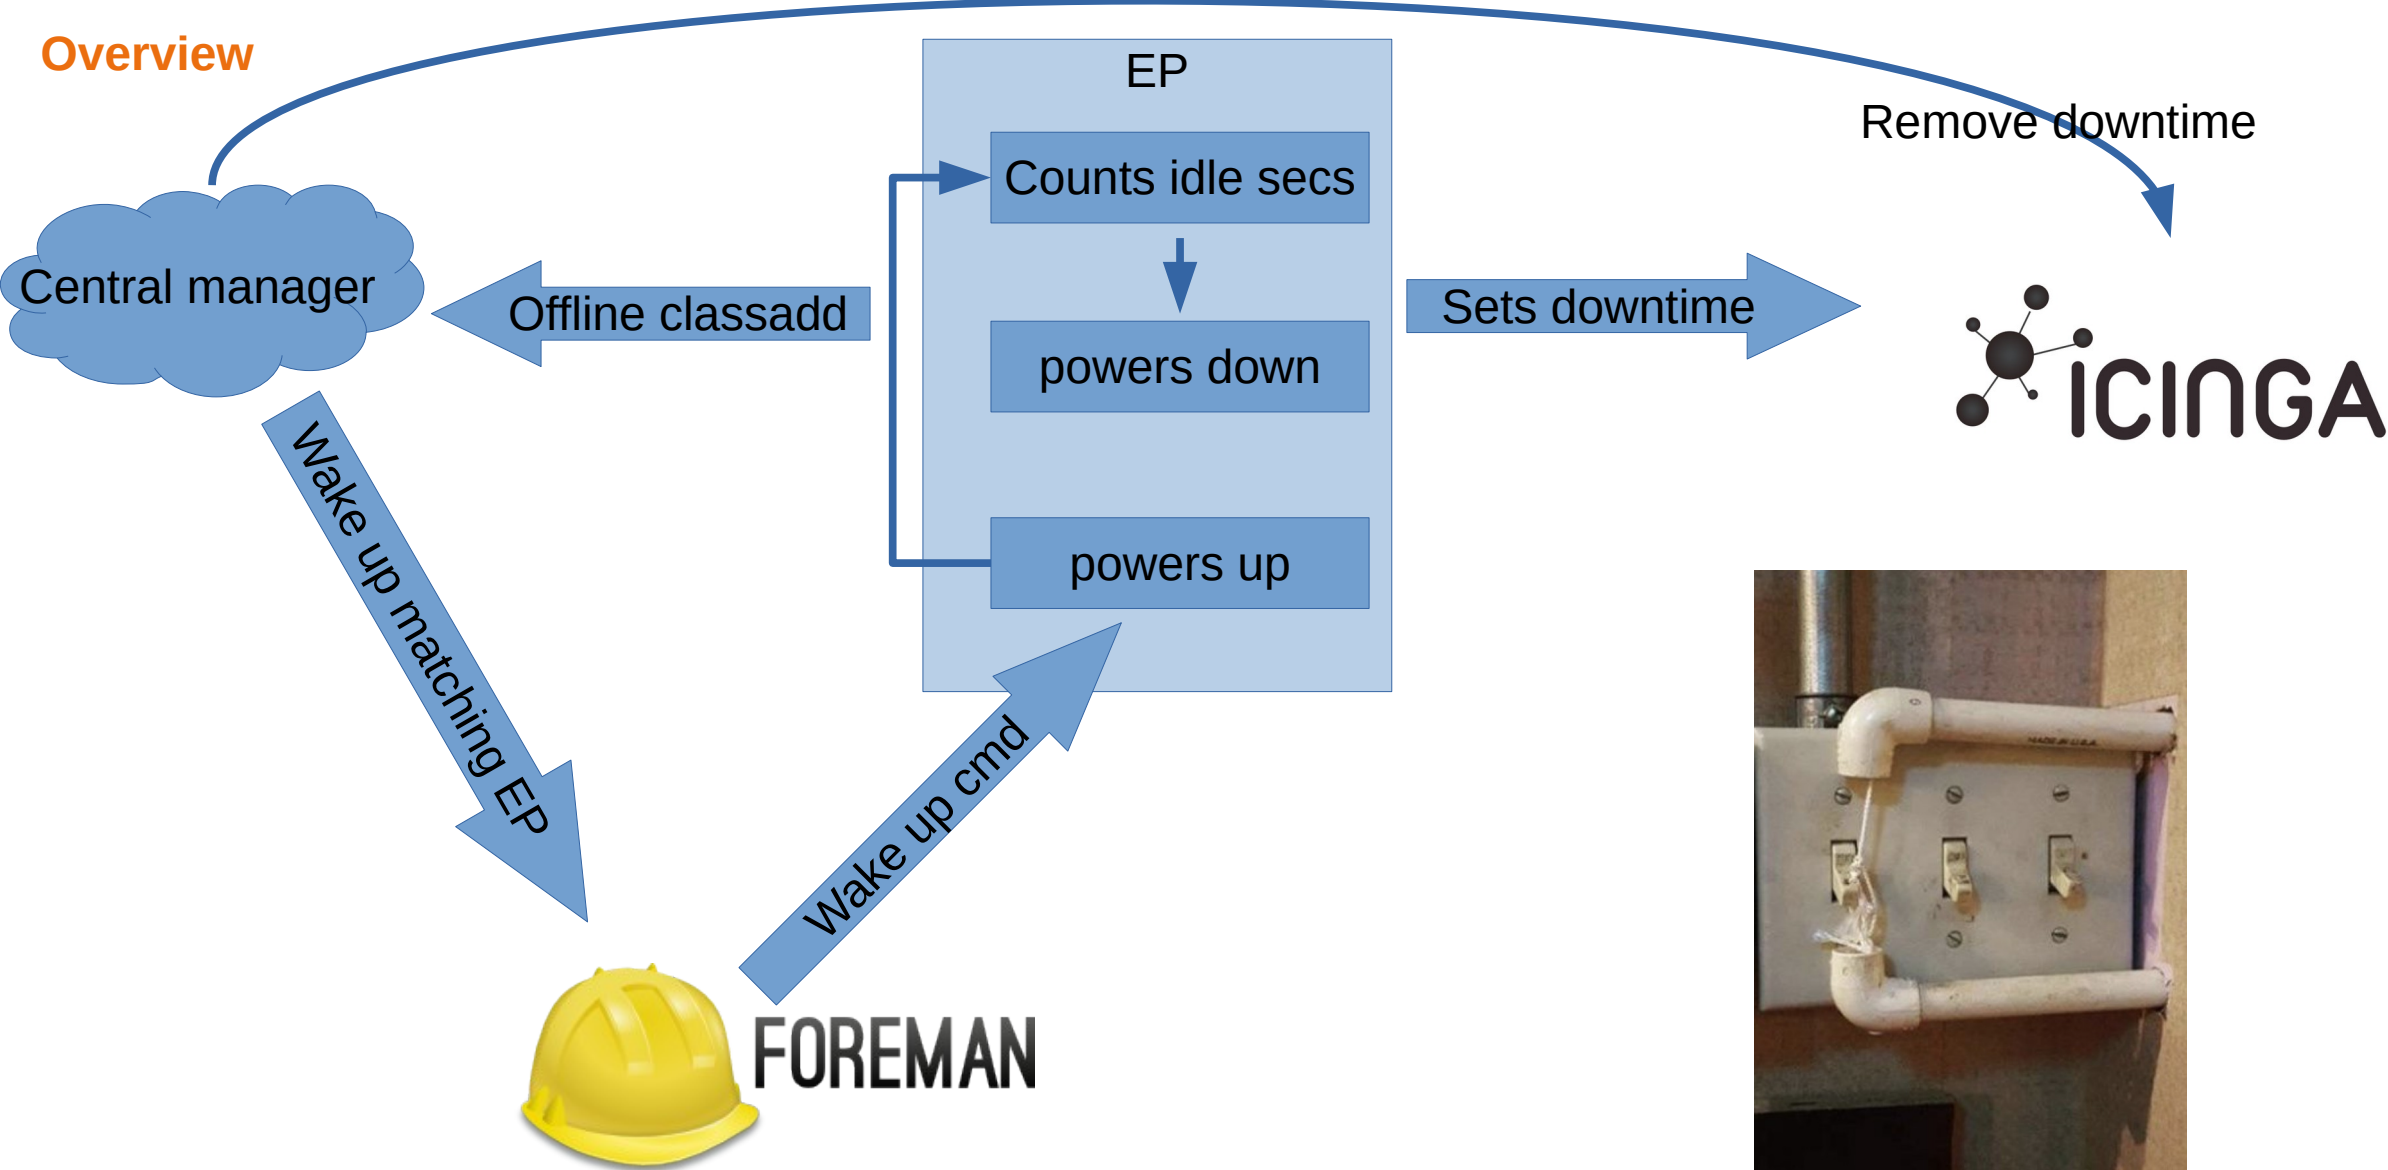 Overview
EP
Remove downtime
Counts idle secs
Central manager
Offline classadd
Sets downtime
powers down
ICINGA
Wake up matching EP
powers up
Wake up cmd
FOREMAN